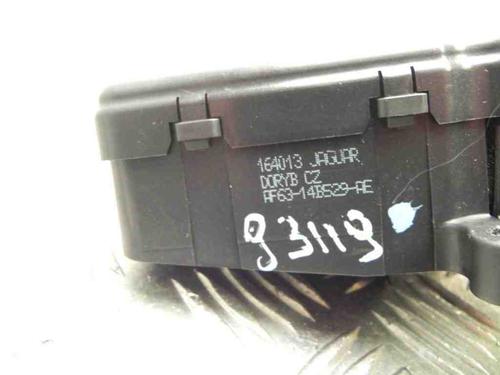 164013 JAGUAR
DORYB CZ
AF63-14B529-AE
93119